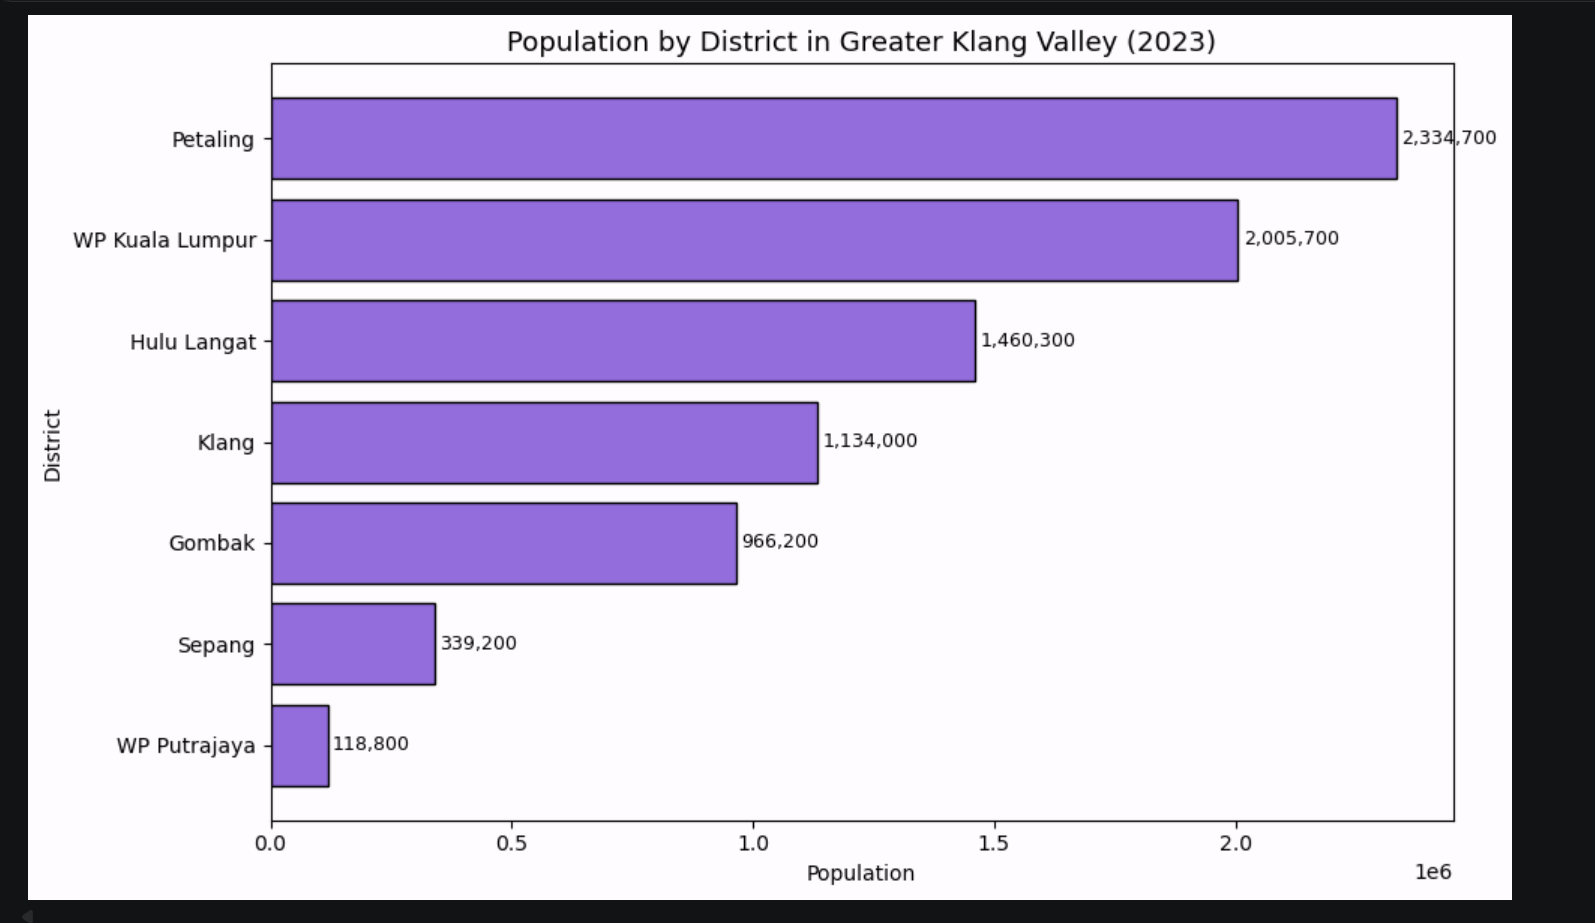 Population by District in Greater Klang Valley (2023)
District
Petaling 2,334,700
WP Kuala Lumpur 2,005,700
Hulu Langat 1,460,300
Klang 1,134,000
Gombak 966,200
Sepang 339,200
WP Putrajaya 118,800
0.0 0.5 1.0 1.5 2.0
1e6
Population